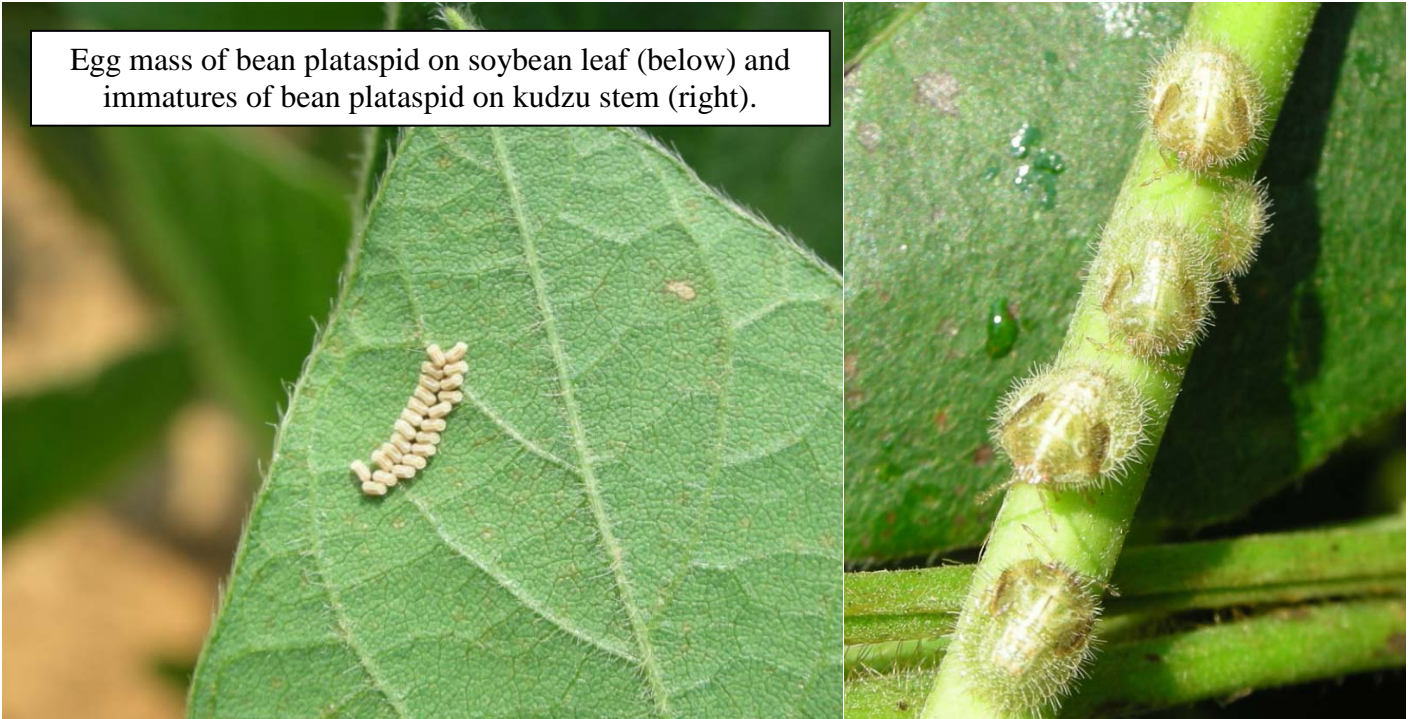 Egg mass of bean plataspid on soybean leaf (below) and
immatures of bean plataspid on kudzu stem (right).